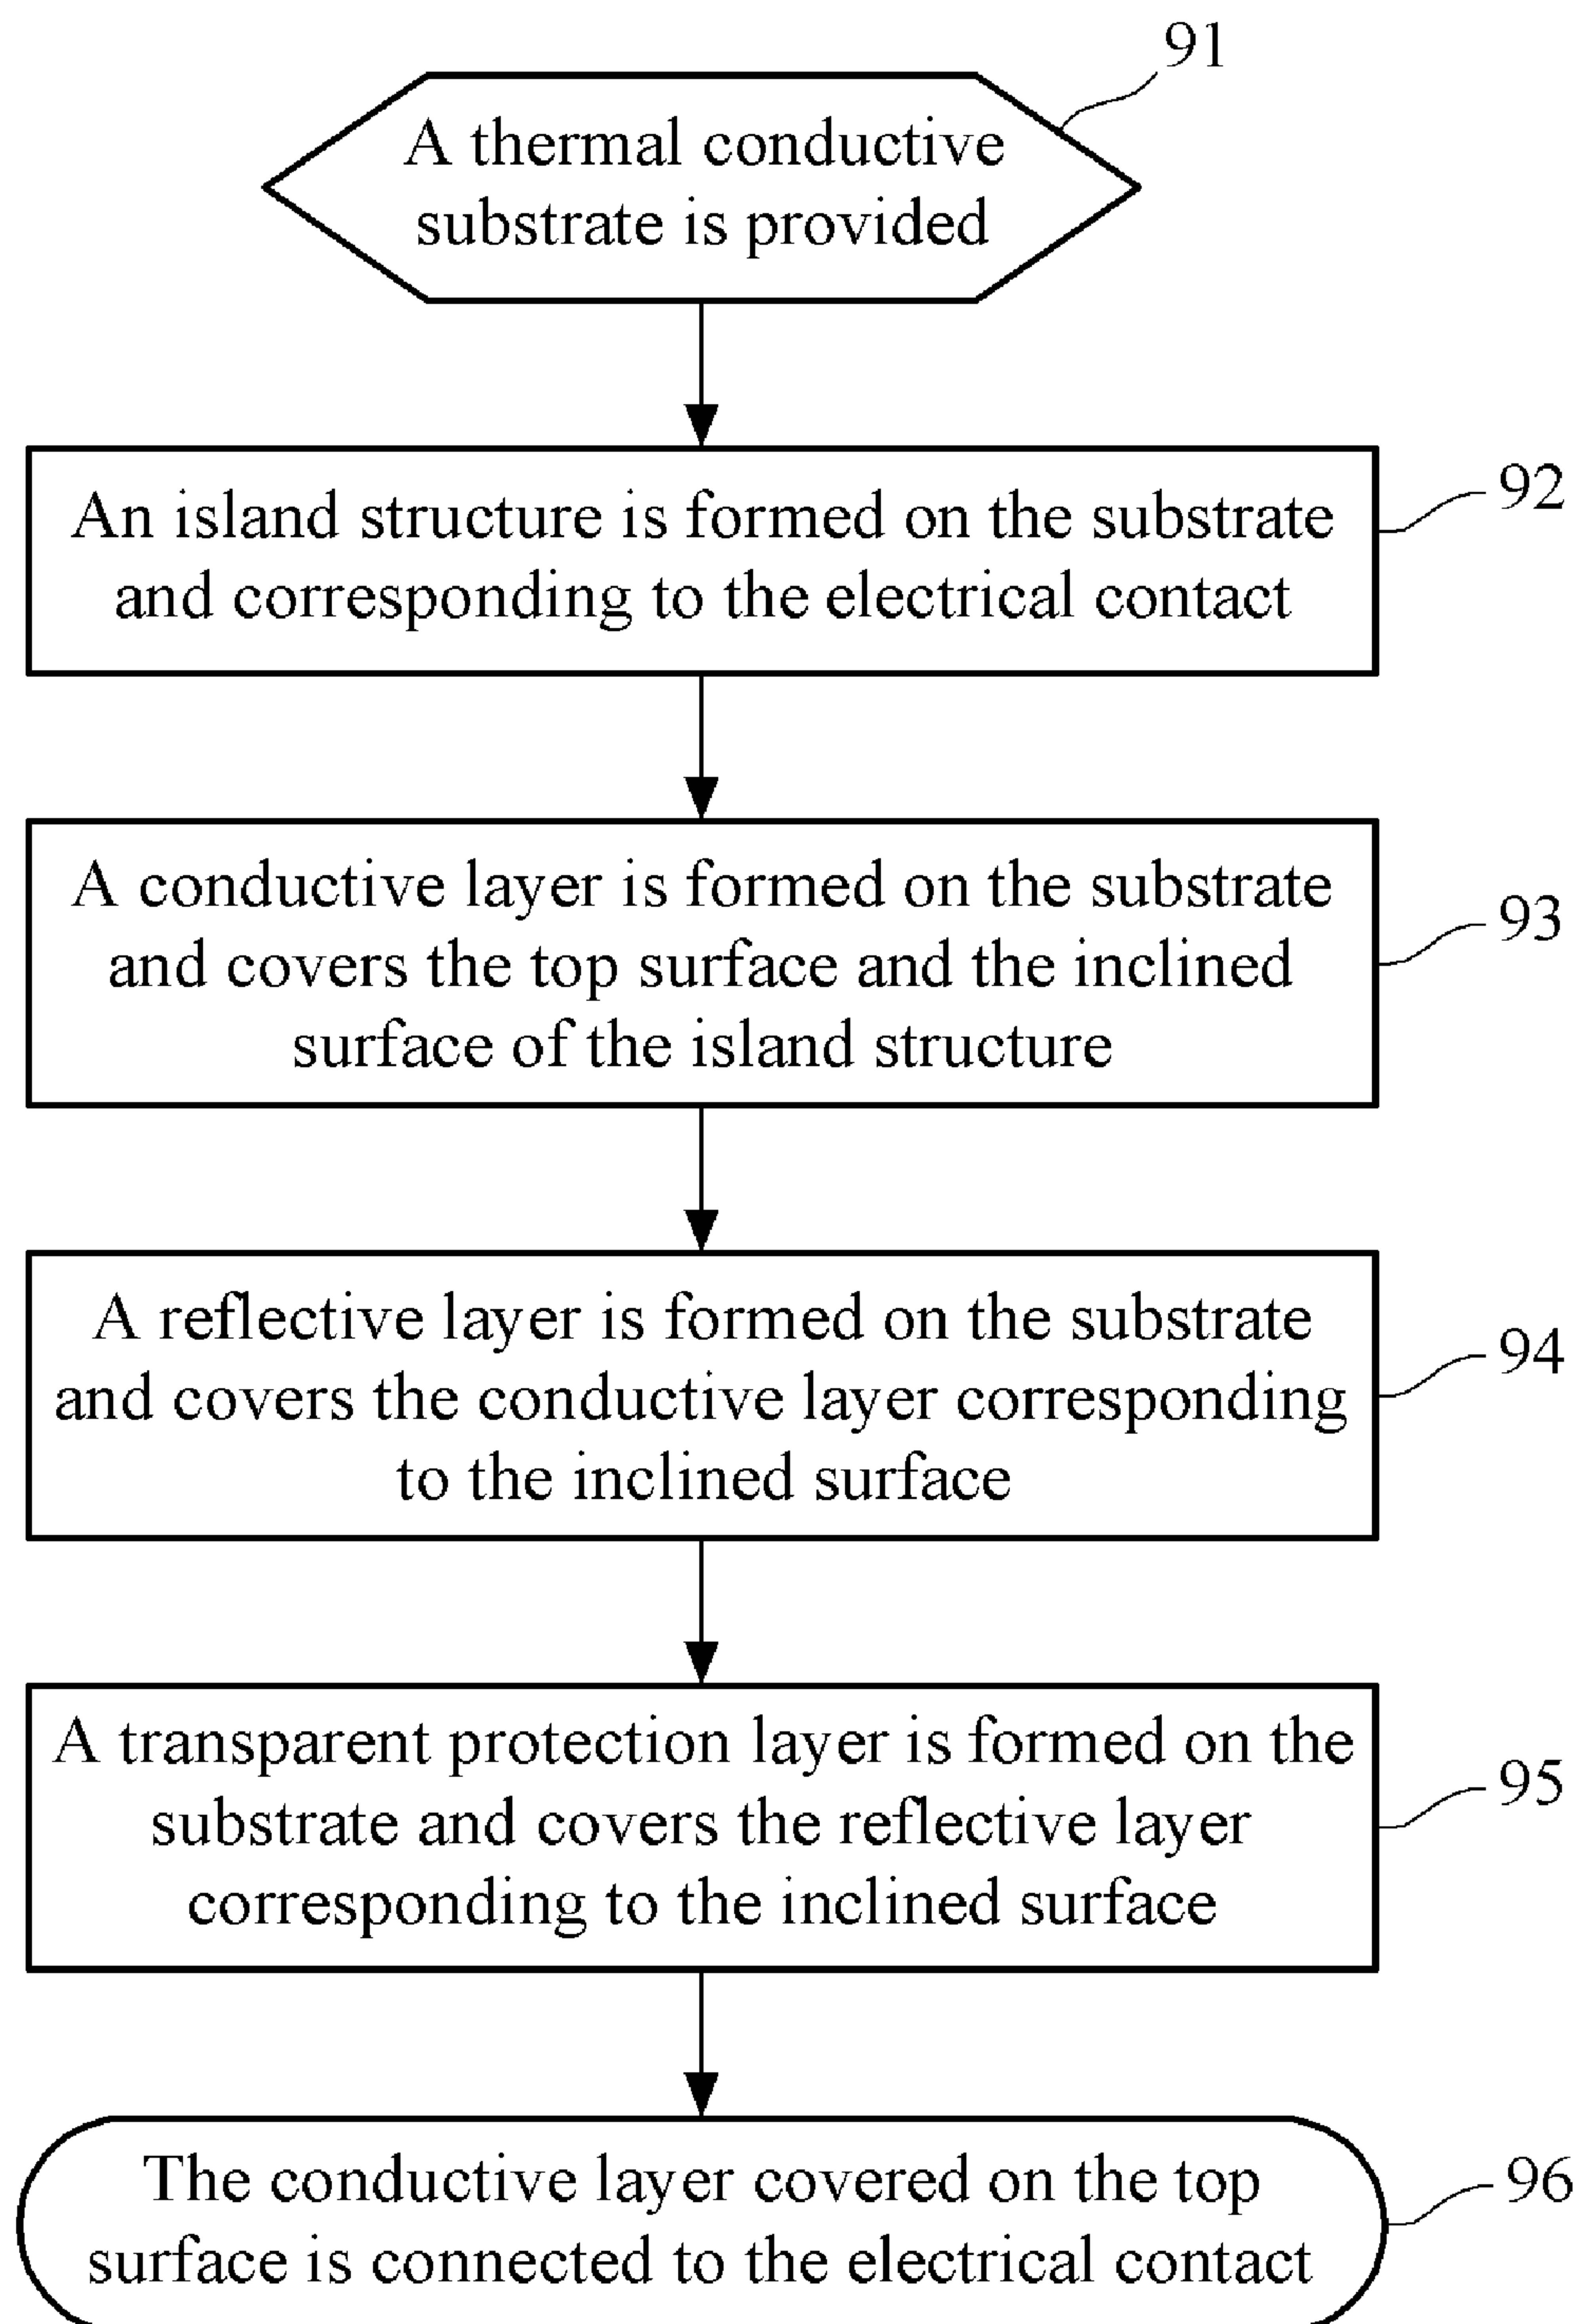 91
A thermal conductive
substrate is provided
An island structure is formed on the substrate
and corresponding to the electrical contact
92
A conductive layer is formed on the substrate
and covers the top surface and the inclined
surface of the island structure
93
A reflective layer is formed on the substrate
and covers the conductive layer corresponding
to the inclined surface
94
A transparent protection layer is formed on the
substrate and covers the reflective layer
corresponding to the inclined surface
95
The conductive layer covered on the top
surface is connected to the electrical contact
96